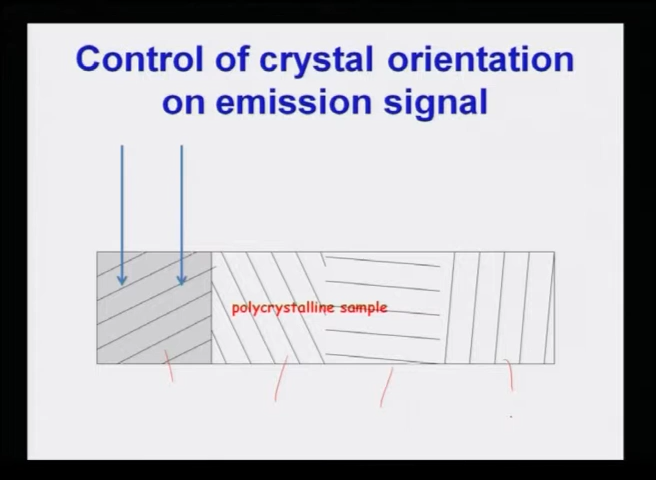 Control of crystal orientation
on emission signal
polycrystalline sample